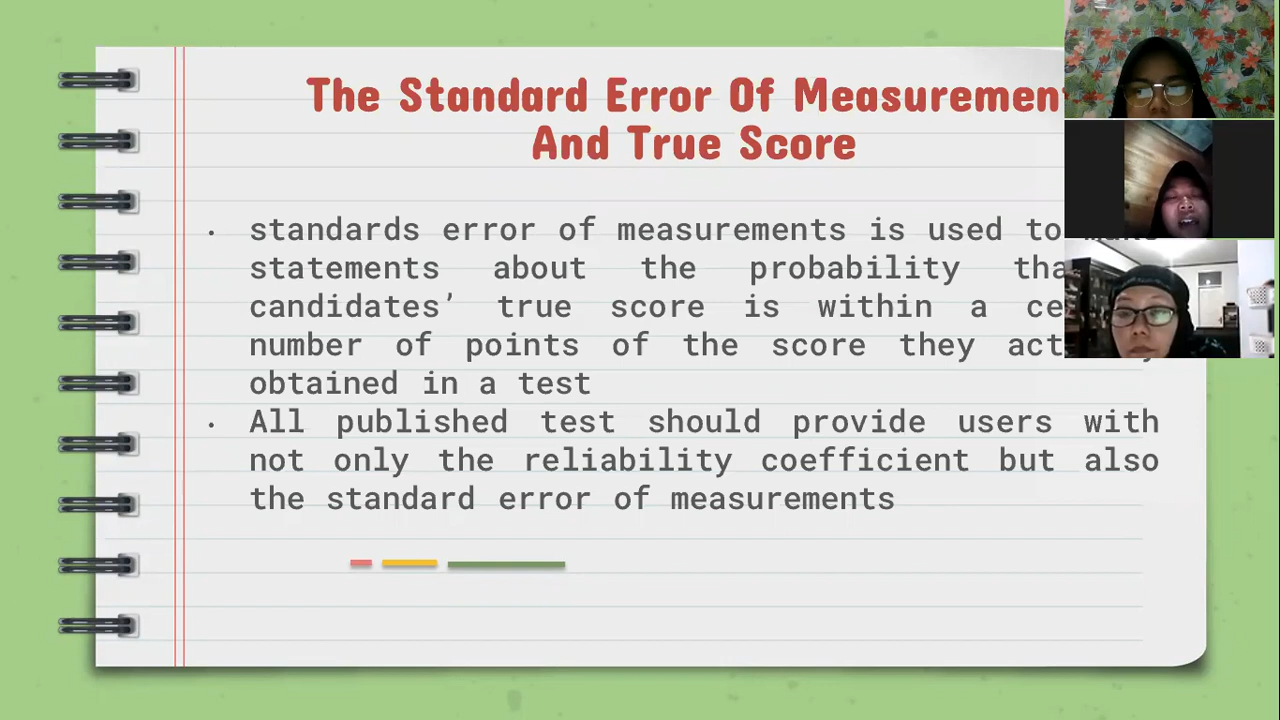 The Standard Error Of Measuremen
And True Score
standards error of measurements is used to
statements about the probability tha
candidates’ true score is within a ce
number of points of the score they act
obtained in a test
All published test should provide users with
not only the reliability coefficient but also
the standard error of measurements